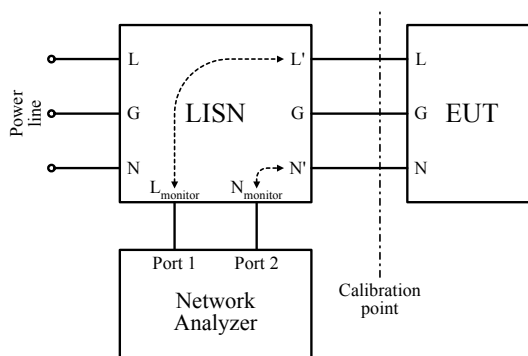 L
L'
L
Power
line
G
LISN
G
G
EUT
N
N'
N
L_monitor
N_monitor
Port 1
Port 2
Network
Analyzer
Calibration
point